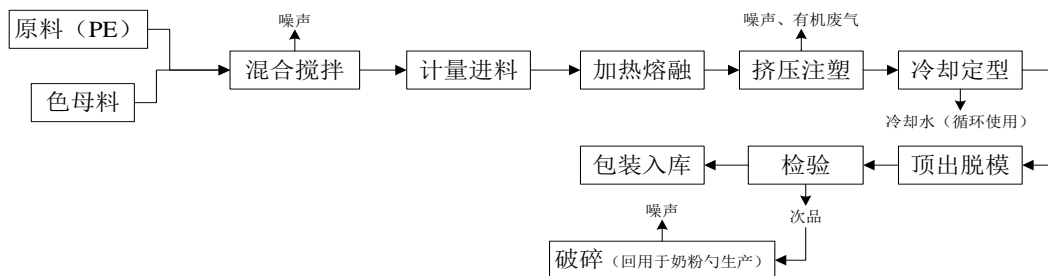 原料（PE）
色母料
噪声
混合搅拌
计量进料
加热熔融
噪声、有机废气
挤压注塑
冷却定型
冷却水（循环使用）
顶出脱模
检验
包装入库
次品
噪声
破碎（回用于奶粉勺生产）